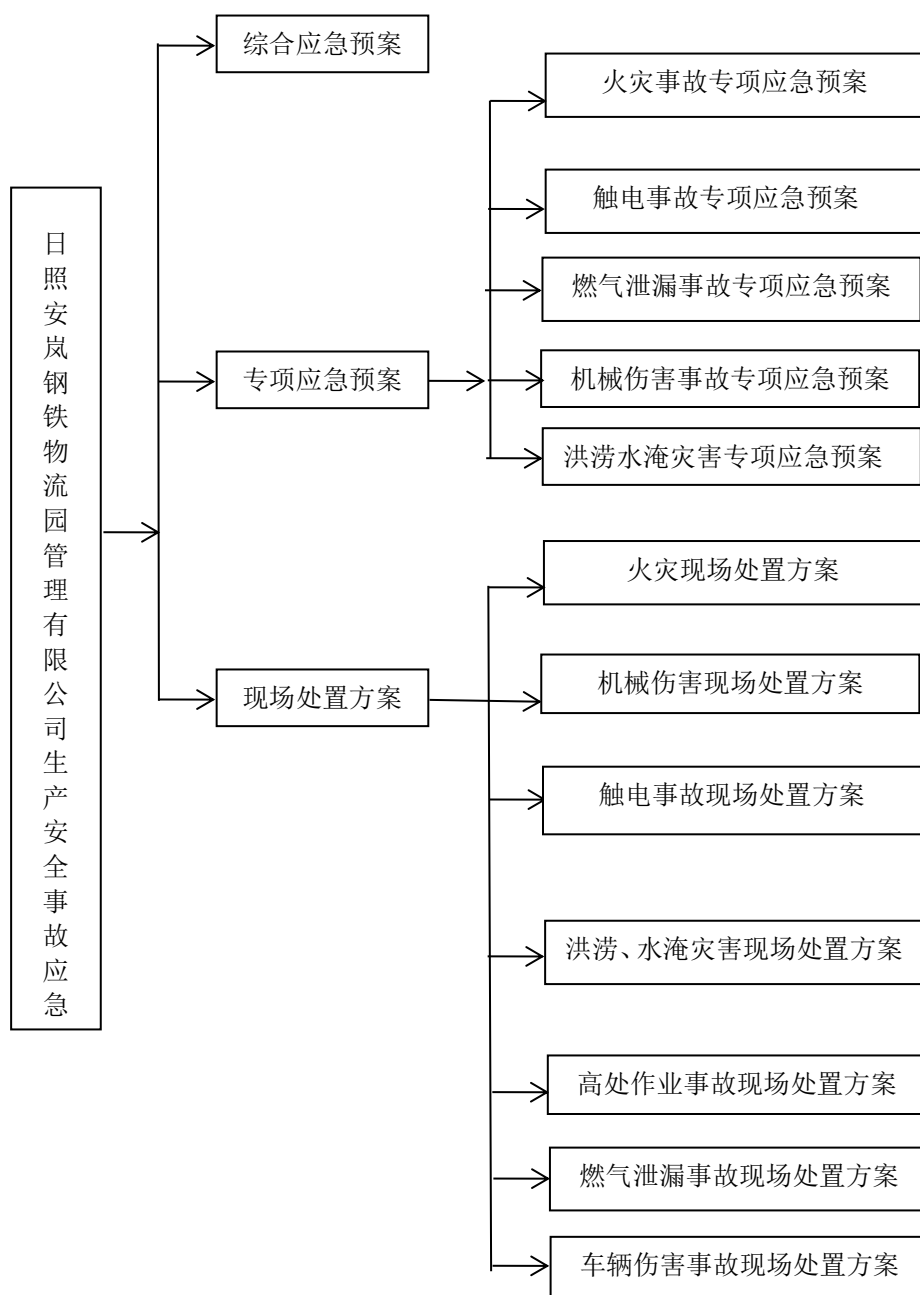 日照安岚钢铁物流园管理有限公司生产安全事故应急
综合应急预案
专项应急预案
火灾事故专项应急预案
触电事故专项应急预案
燃气泄漏事故专项应急预案
机械伤害事故专项应急预案
洪涝水淹灾害专项应急预案
现场处置方案
火灾现场处置方案
机械伤害现场处置方案
触电事故现场处置方案
洪涝、水淹灾害现场处置方案
高处作业事故现场处置方案
燃气泄漏事故现场处置方案
车辆伤害事故现场处置方案